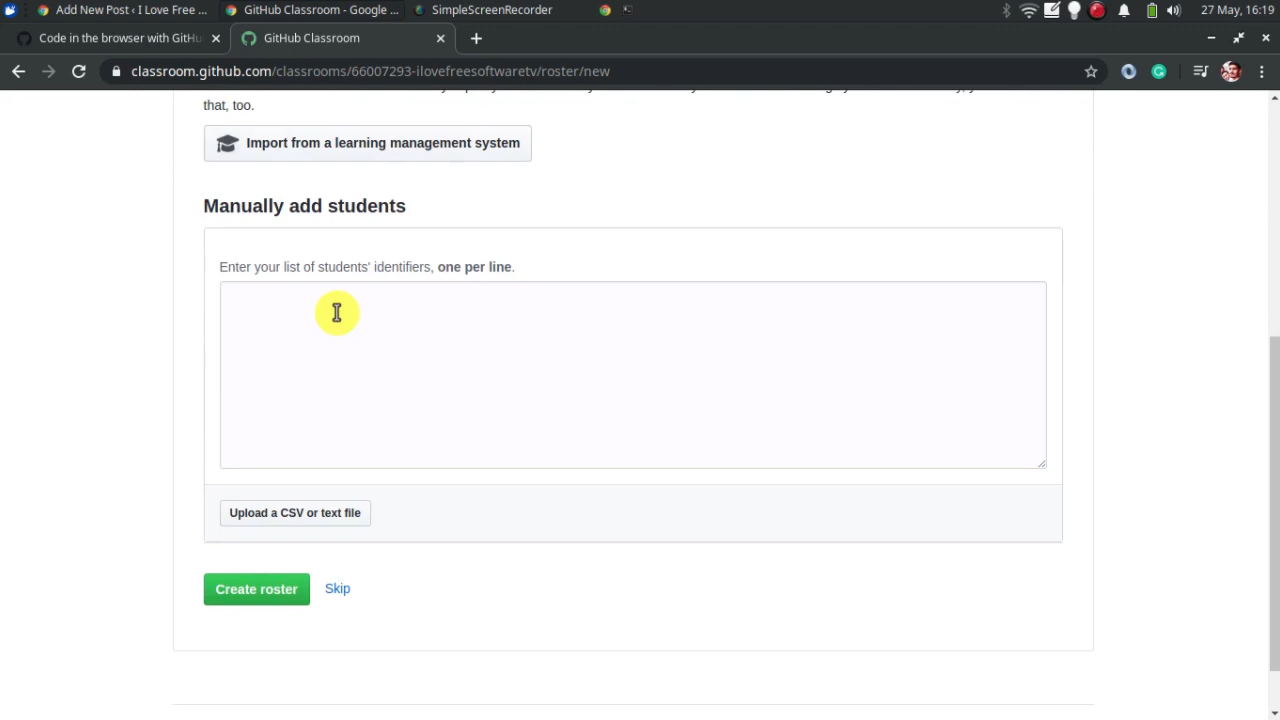 Add New Post ‹ I Love Free ...
GitHub Classroom - Google ...
SimpleScreenRecorder
27 May, 16:19
Code in the browser with GitHu
GitHub Classroom
classroom.github.com/classrooms/66007293-ilovefreesoftwaretv/roster/new
that, too.
Import from a learning management system
Manually add students
Enter your list of students' identifiers, one per line.
Upload a CSV or text file
Create roster Skip